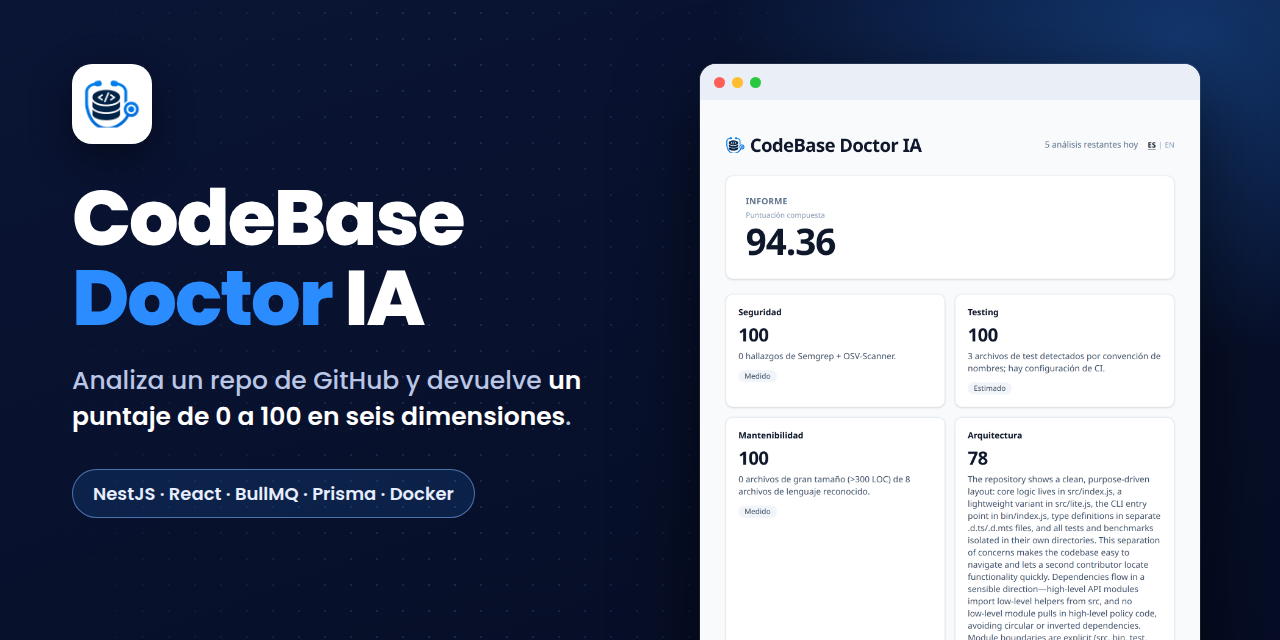 CodeBase
Doctor IA
Analiza un repo de GitHub y devuelve un
puntaje de 0 a 100 en seis dimensiones.
NestJS · React · BullMQ · Prisma · Docker
</>
CodeBase Doctor IA
5 análisis restantes hoy ES | EN
INFORME
Puntuación compuesta
94.36
Seguridad
100
0 hallazgos de Semgrep + OSV-Scanner.
Medido
Testing
100
3 archivos de test detectados por convención de
nombres; hay configuración de CI.
Estimado
Mantenibilidad
100
0 archivos de gran tamaño (>300 LOC) de 8
archivos de lenguaje reconocido.
Medido
Arquitectura
78
The repository shows a clean, purpose-driven
layout: core logic lives in src/index.js, a
lightweight variant in src/lite.js, the CLI entry
point in bin/index.js, type definitions in separate
.d.ts/.d.mts files, and all tests and benchmarks
isolated in their own directories. This separation
of concerns makes the codebase easy to
navigate and lets a second contributor locate
functionality quickly. Dependencies flow in a
sensible direction—high-level API modules
import low-level helpers from src, and no
low-level module pulls in high-level policy code,
avoiding circular or inverted dependencies.
Module boundaries are explicit (src, bin, test,